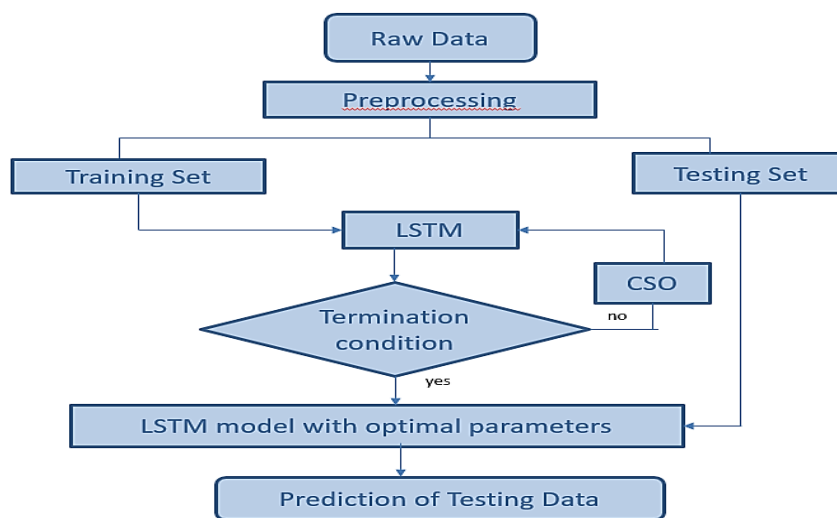 Raw Data
Preprocessing
Training Set
Testing Set
LSTM
CSO
Termination
condition
no
yes
LSTM model with optimal parameters
Prediction of Testing Data